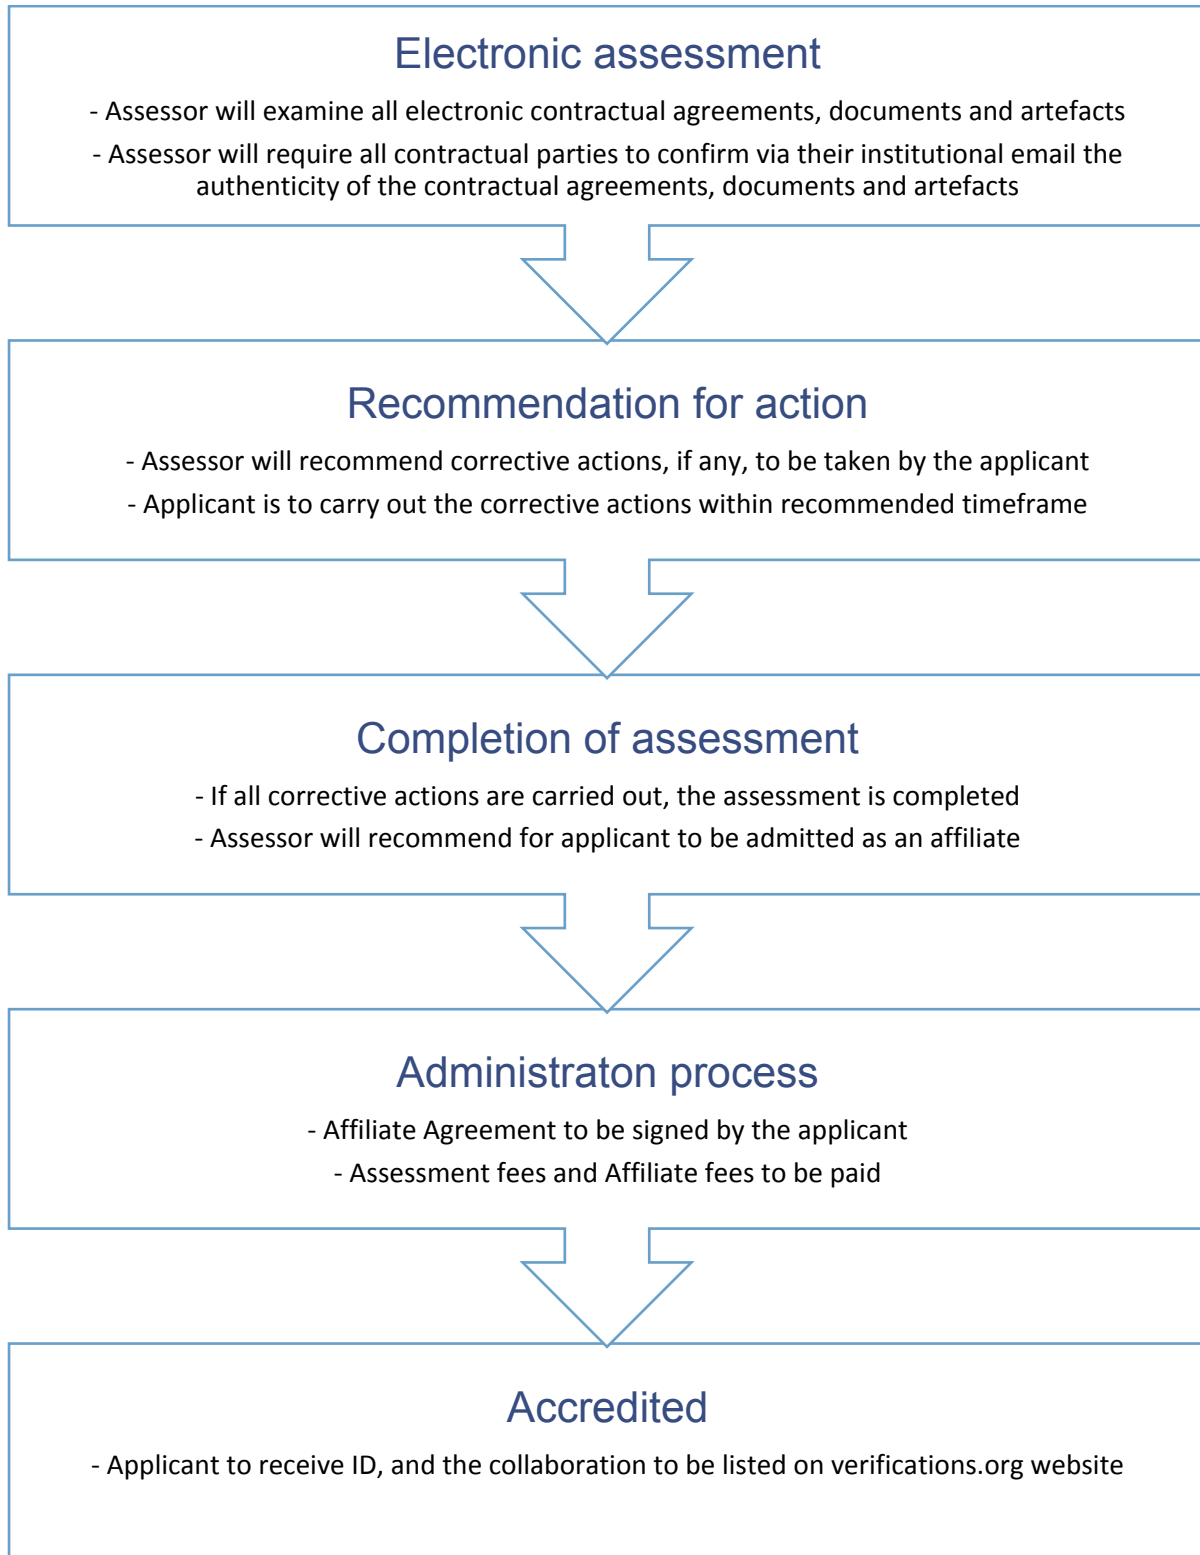 Electronic assessment
- Assessor will examine all electronic contractual agreements, documents and artefacts
- Assessor will require all contractual parties to confirm via their institutional email the
authenticity of the contractual agreements, documents and artefacts
Recommendation for action
- Assessor will recommend corrective actions, if any, to be taken by the applicant
- Applicant is to carry out the corrective actions within recommended timeframe
Completion of assessment
- If all corrective actions are carried out, the assessment is completed
- Assessor will recommend for applicant to be admitted as an affiliate
Administraton process
- Affiliate Agreement to be signed by the applicant
- Assessment fees and Affiliate fees to be paid
Accredited
- Applicant to receive ID, and the collaboration to be listed on verifications.org website